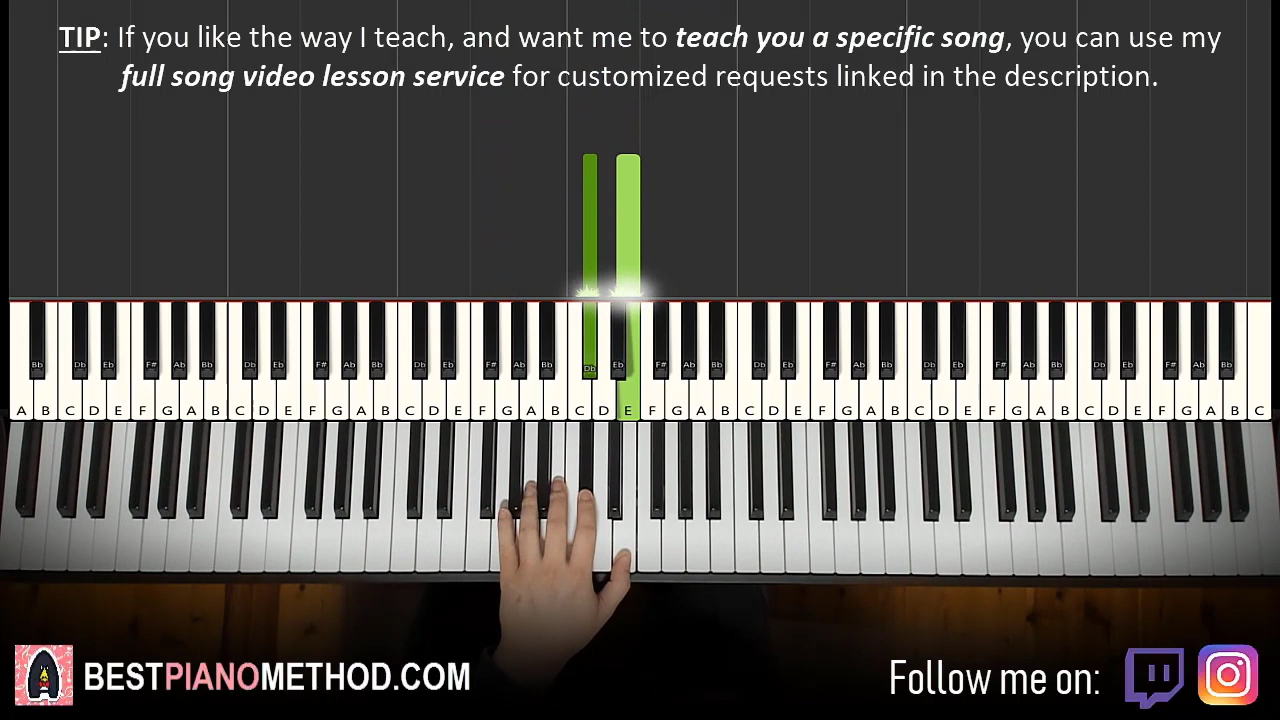 TIP: If you like the way I teach, and want me to teach you a specific song, you can use my
full song video lesson service for customized requests linked in the description.
Bb Db Eb F# Ab Bb Db Eb F# Ab Bb Db Eb F# Ab Bb Db Eb F# Ab Bb Db Eb F# Ab Bb Db Eb F# Ab Bb Db Eb F# Ab Bb
A B C D E F G A B C D E F G A B C D E F G A B C D E F G A B C D E F G A B C D E F G A B C D E F G A B C
BESTPIANOMETHOD.COM
Follow me on: